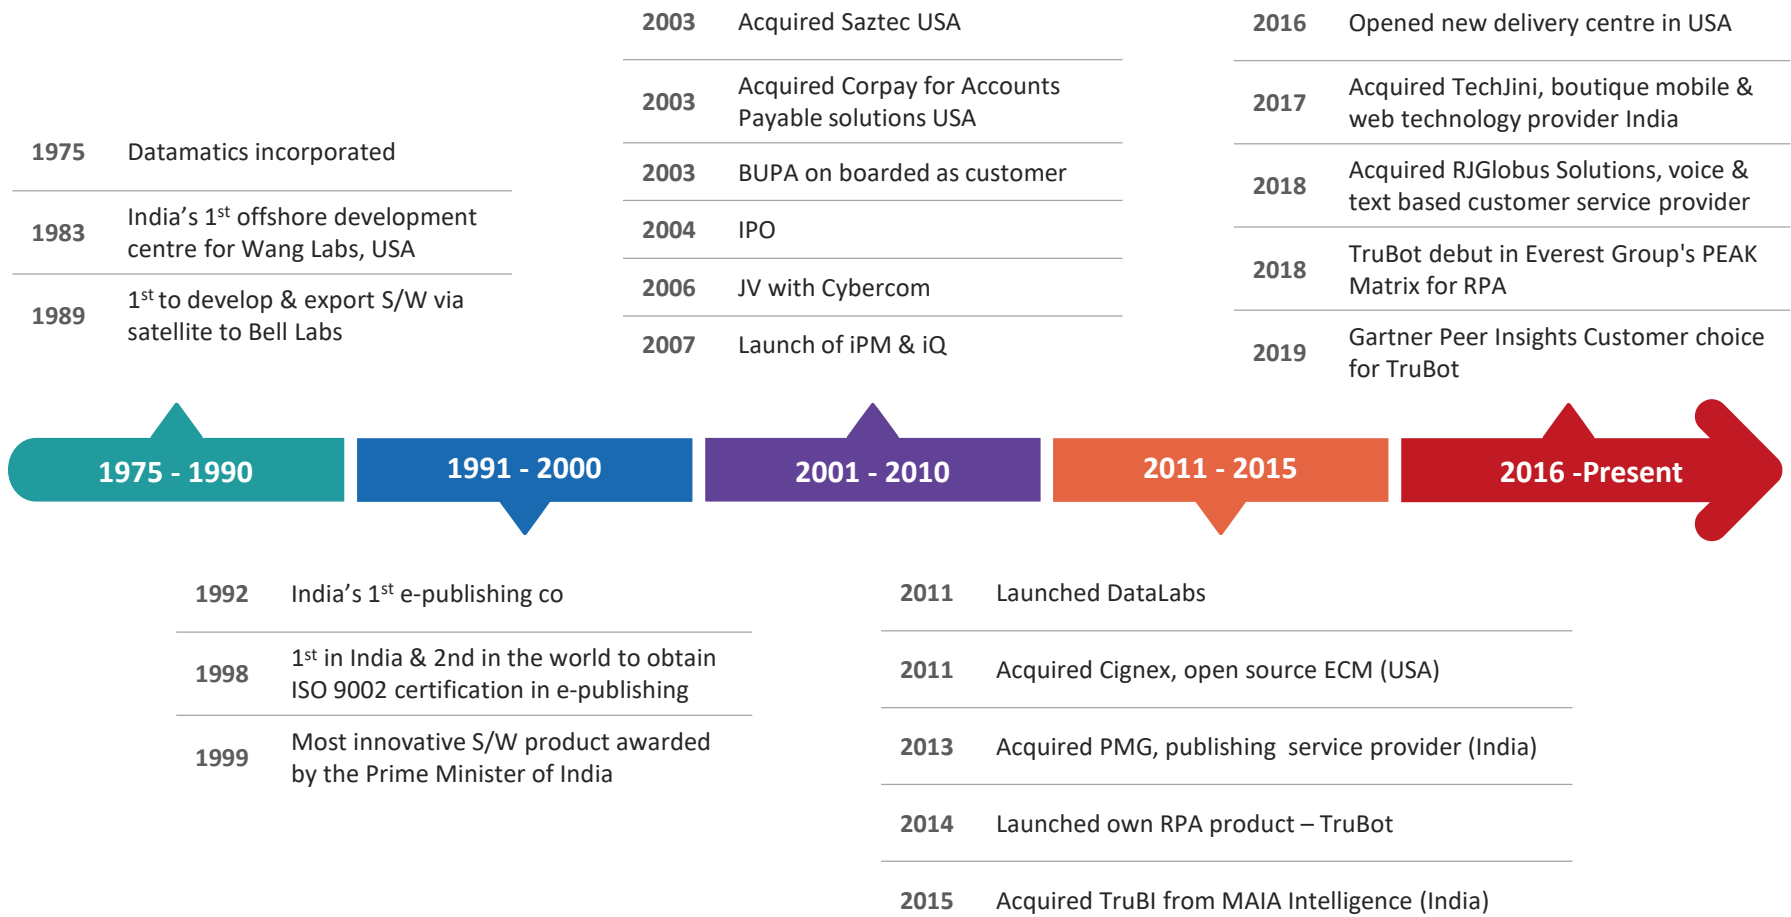 1975 Datamatics incorporated
1983 India’s 1st offshore development
centre for Wang Labs, USA
1989 1st to develop & export S/W via
satellite to Bell Labs
2003 Acquired Saztec USA
2003 Acquired Corpay for Accounts
Payable solutions USA
2003 BUPA on boarded as customer
2004 IPO
2006 JV with Cybercom
2007 Launch of iPM & iQ
2016 Opened new delivery centre in USA
2017 Acquired TechJini, boutique mobile &
web technology provider India
2018 Acquired RJGlobus Solutions, voice &
text based customer service provider
2018 TruBot debut in Everest Group's PEAK
Matrix for RPA
2019 Gartner Peer Insights Customer choice
for TruBot
1975 - 1990
1991 - 2000
2001 - 2010
2011 - 2015
2016 -Present
1992 India’s 1st e-publishing co
1998 1st in India & 2nd in the world to obtain
ISO 9002 certification in e-publishing
1999 Most innovative S/W product awarded
by the Prime Minister of India
2011 Launched DataLabs
2011 Acquired Cignex, open source ECM (USA)
2013 Acquired PMG, publishing service provider (India)
2014 Launched own RPA product – TruBot
2015 Acquired TruBI from MAIA Intelligence (India)